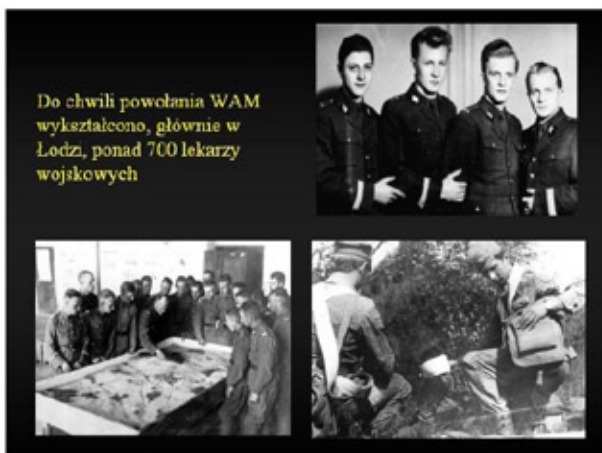 Do chwili powołania WAM
wykształcono, głównie w
Łodzi, ponad 700 lekarzy
wojskowych